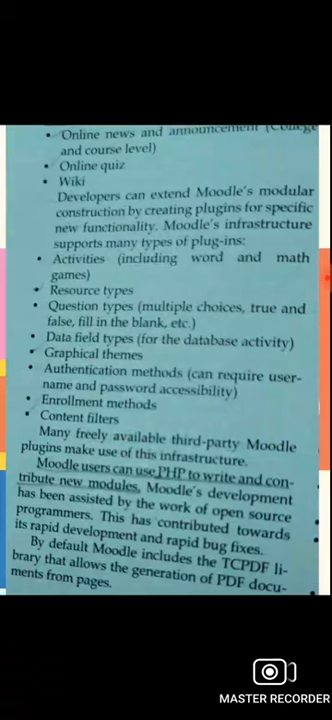 • Online news and announcement (College
and course level)
• Online quiz
• Wiki
Developers can extend Moodle's modular
construction by creating plugins for specific
new functionality. Moodle's infrastructure
supports many types of plug-ins:
• Activities (including word and math
games)
• Resource types
• Question types (multiple choices, true and
false, fill in the blank, etc.)
• Data field types (for the database activity)
• Graphical themes
• Authentication methods (can require user-
name and password accessibility)
• Enrollment methods
• Content filters
Many freely available third-party Moodle
plugins make use of this infrastructure.
Moodle users can use PHP to write and con-
tribute new modules. Moodle's development
has been assisted by the work of open source
programmers. This has contributed towards
its rapid development and rapid bug fixes.
By default Moodle includes the TCPDF li-
brary that allows the generation of PDF docu-
ments from pages.
MASTER RECORDER